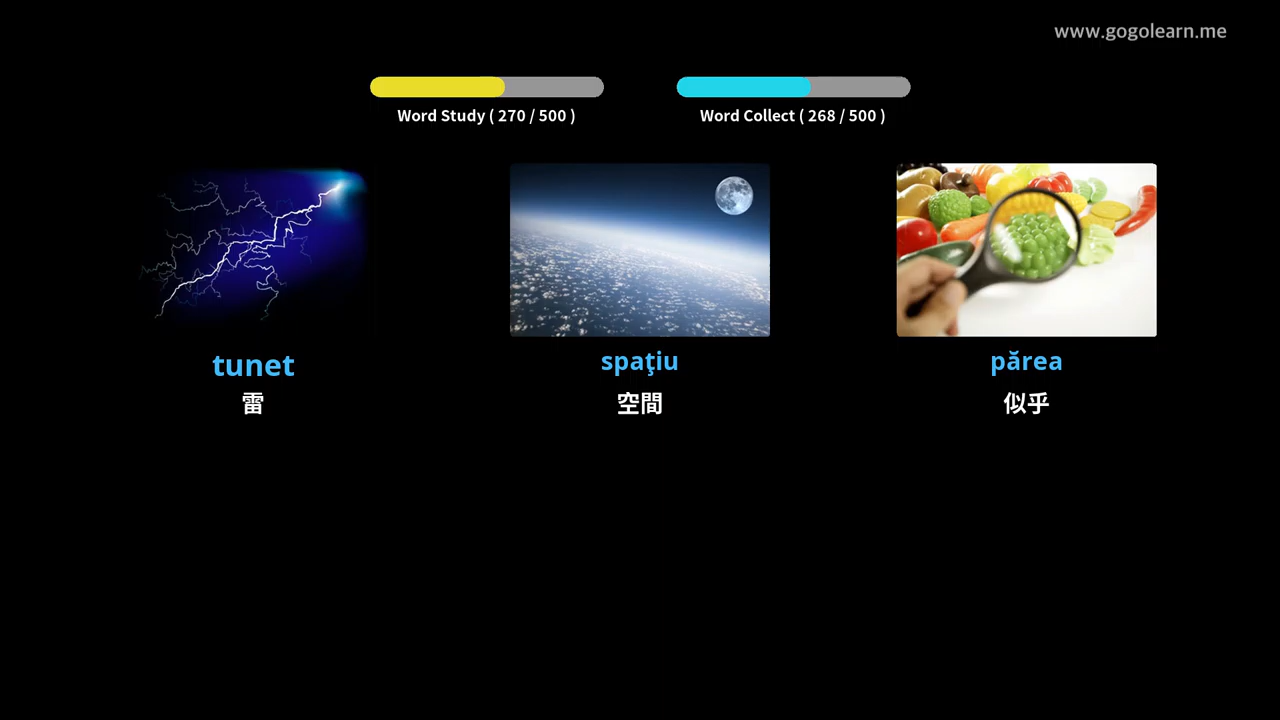 www.gogolearn.me
Word Study ( 270 / 500 )
Word Collect ( 268 / 500 )
tunet
spaţiu
părea
雷
空間
似乎